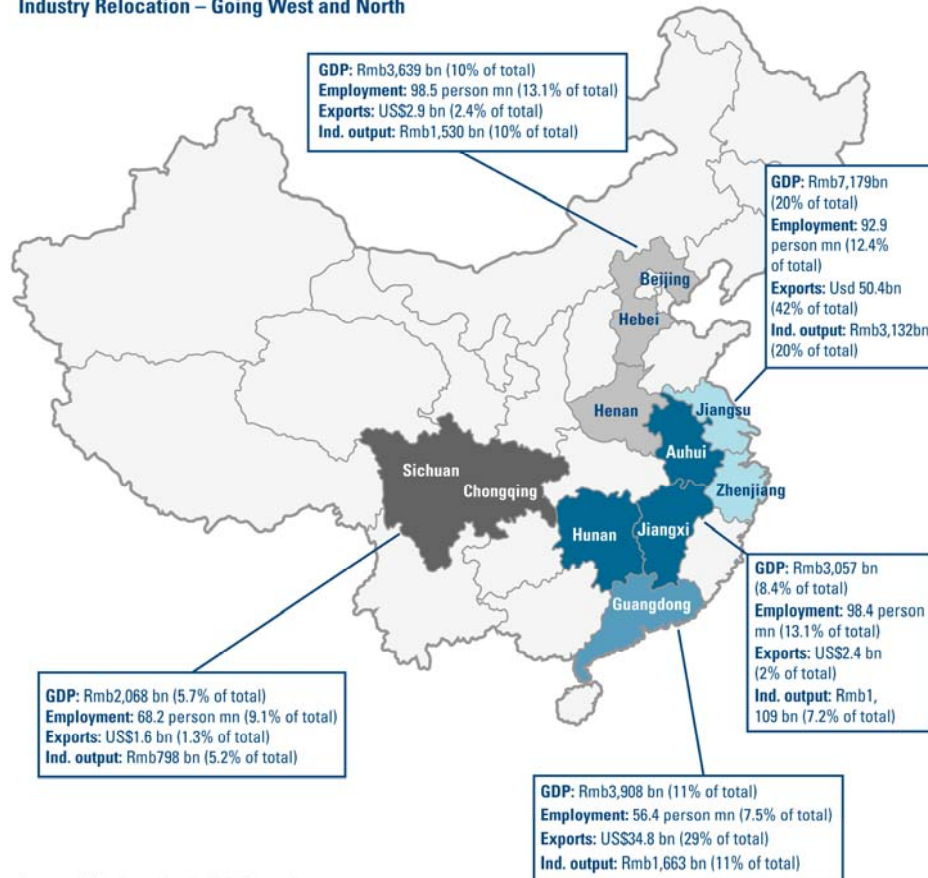 Industry Relocation – Going West and North
GDP: Rmb3,639 bn (10% of total)
Employment: 98.5 person mn (13.1% of total)
Exports: US$2.9 bn (2.4% of total)
Ind. output: Rmb1,530 bn (10% of total)
GDP: Rmb7,179bn
(20% of total)
Employment: 92.9
person mn (12.4%
of total)
Exports: Usd 50.4bn
(42% of total)
Ind. output: Rmb3,132bn
(20% of total)
Beijing
Hebei
Henan
Jiangsu
Auhui
Zhenjiang
Sichuan
Chongqing
Hunan
Jiangxi
Guangdong
GDP: Rmb3,057 bn
(8.4% of total)
Employment: 98.4 person
mn (13.1% of total)
Exports: US$2.4 bn
(2% of total)
Ind. output: Rmb1,
109 bn (7.2% of total)
GDP: Rmb2,068 bn (5.7% of total)
Employment: 68.2 person mn (9.1% of total)
Exports: US$1.6 bn (1.3% of total)
Ind. output: Rmb798 bn (5.2% of total)
GDP: Rmb3,908 bn (11% of total)
Employment: 56.4 person mn (7.5% of total)
Exports: US$34.8 bn (29% of total)
Ind. output: Rmb1,663 bn (11% of total)